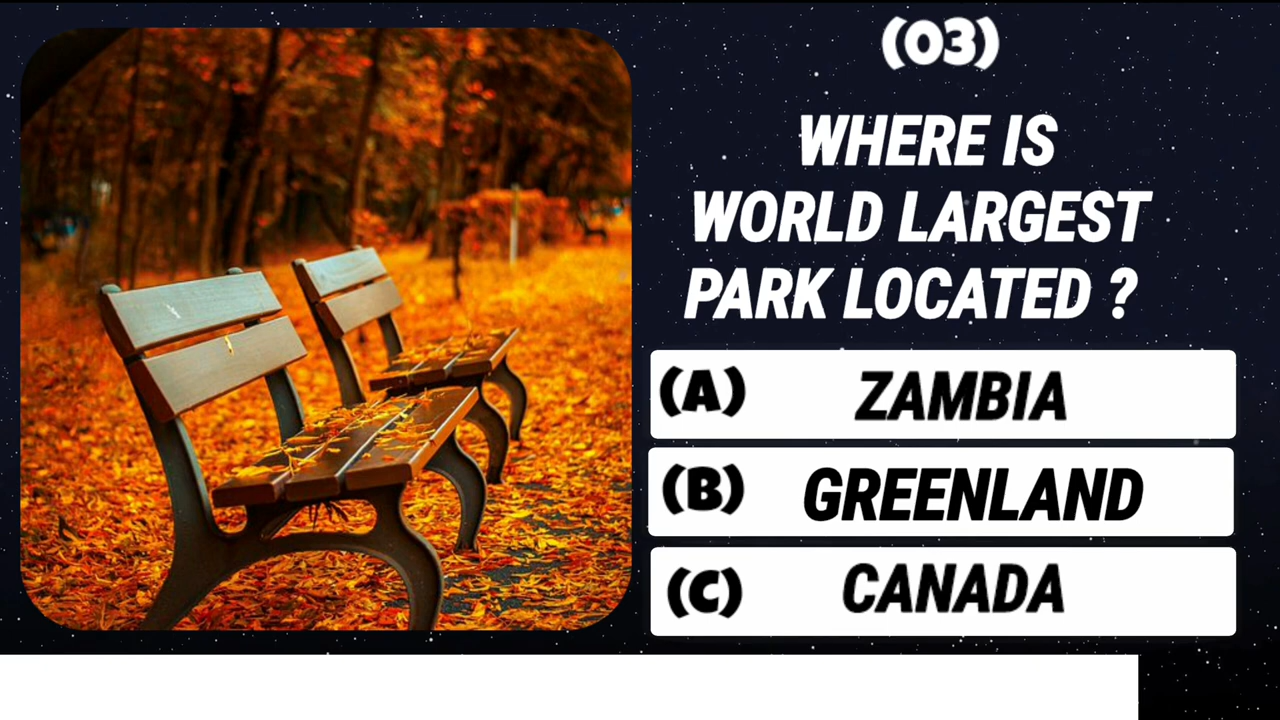 (03)
WHERE IS
WORLD LARGEST
PARK LOCATED ?
(A) ZAMBIA
(B) GREENLAND
(C) CANADA